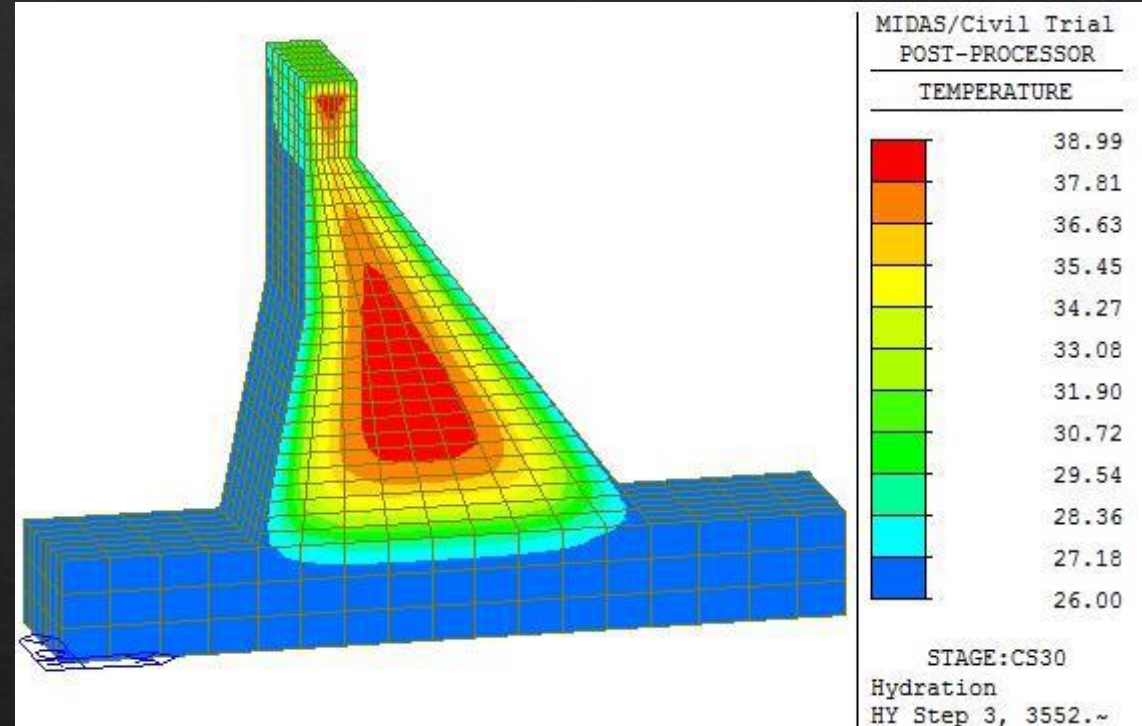 MIDAS/Civil Trial
POST-PROCESSOR
TEMPERATURE
38.99
37.81
36.63
35.45
34.27
33.08
31.90
30.72
29.54
28.36
27.18
26.00
STAGE:CS30
Hydration
HY Step 3, 3552.~